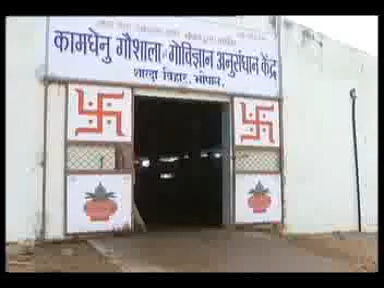 कामधेनु गौशाला गोविज्ञान अनुसंधान केंद्र
शारदा विहार, भोपाल.